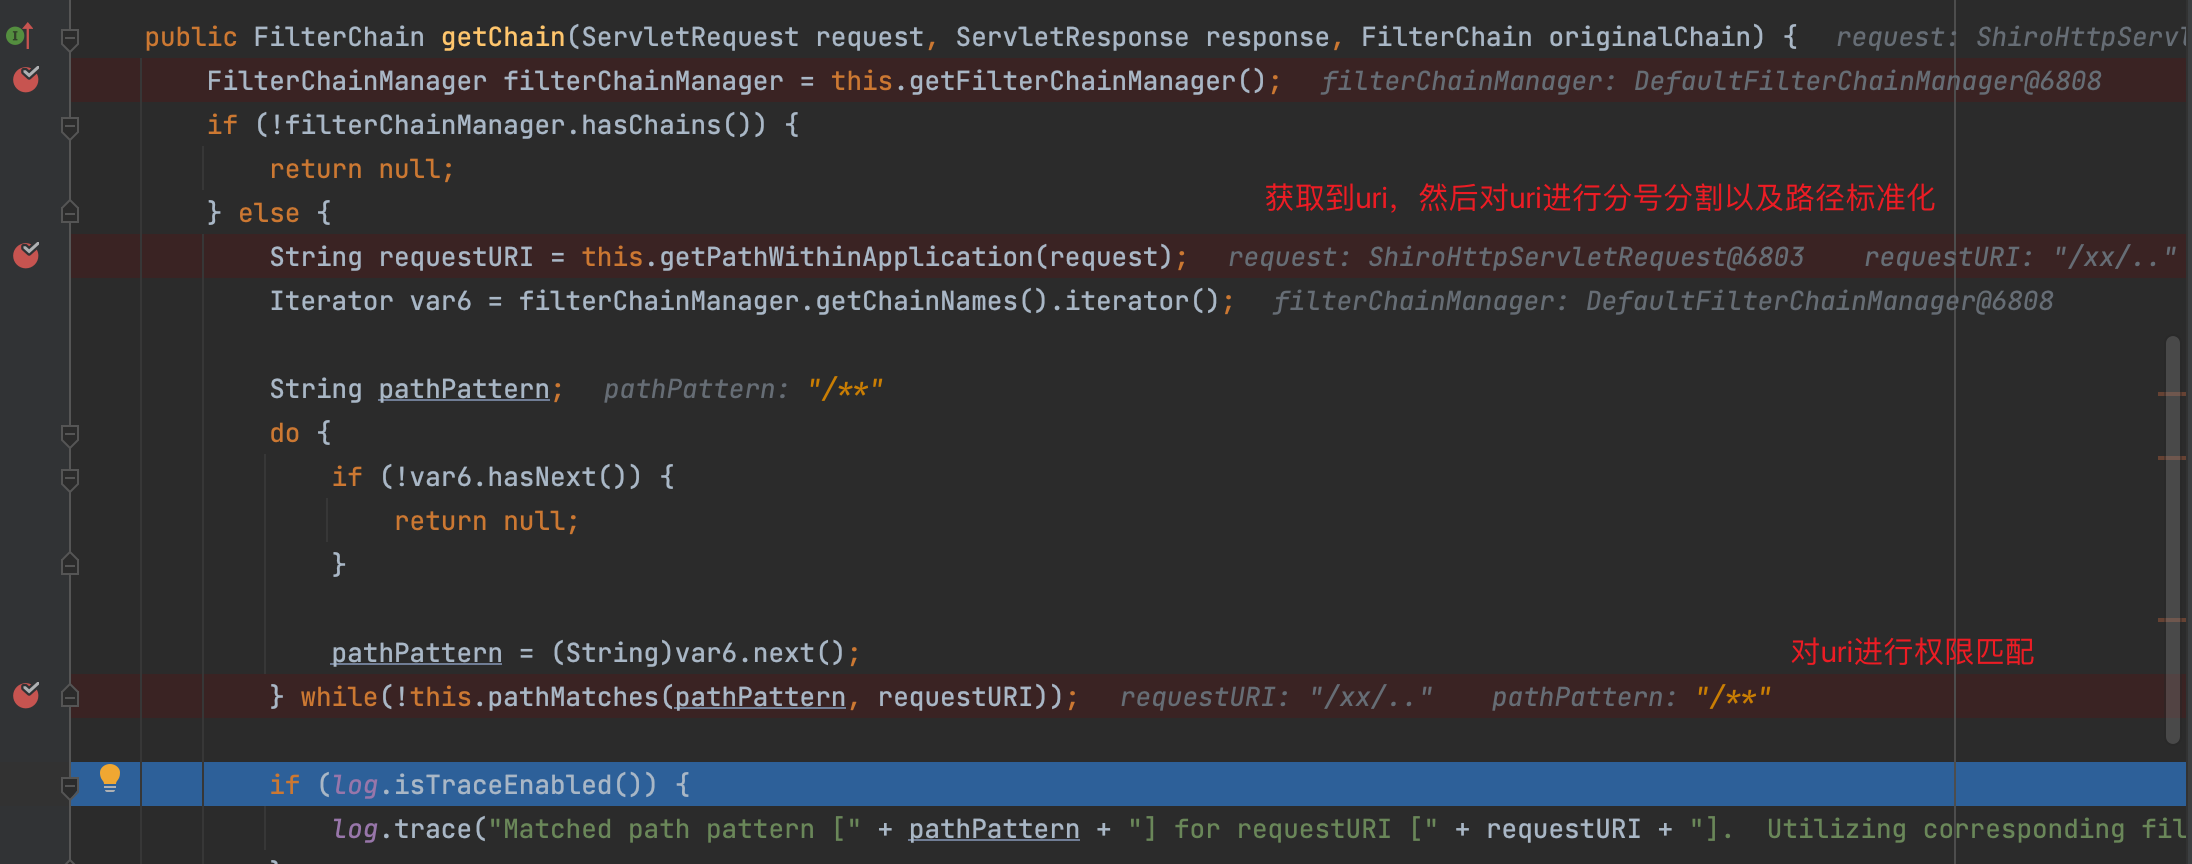 public FilterChain getChain(ServletRequest request, ServletResponse response, FilterChain originalChain) { request: ShiroHttpServl
FilterChainManager filterChainManager = this.getFilterChainManager(); filterChainManager: DefaultFilterChainManager@6808
if (!filterChainManager.hasChains()) {
return null;
获取到uri，然后对uri进行分号分割以及路径标准化
} else {
String requestURI = this.getPathWithinApplication(request); request: ShiroHttpServletRequest@6803 requestURI: "/xx/.."
Iterator var6 = filterChainManager.getChainNames().iterator(); filterChainManager: DefaultFilterChainManager@6808
String pathPattern; pathPattern: "/**"
do {
if (!var6.hasNext()) {
return null;
}
pathPattern = (String)var6.next();
对uri进行权限匹配
} while(!this.pathMatches(pathPattern, requestURI)); requestURI: "/xx/.." pathPattern: "/**"
if (log.isTraceEnabled()) {
log.trace("Matched path pattern [" + pathPattern + "] for requestURI [" + requestURI + "]. Utilizing corresponding fil